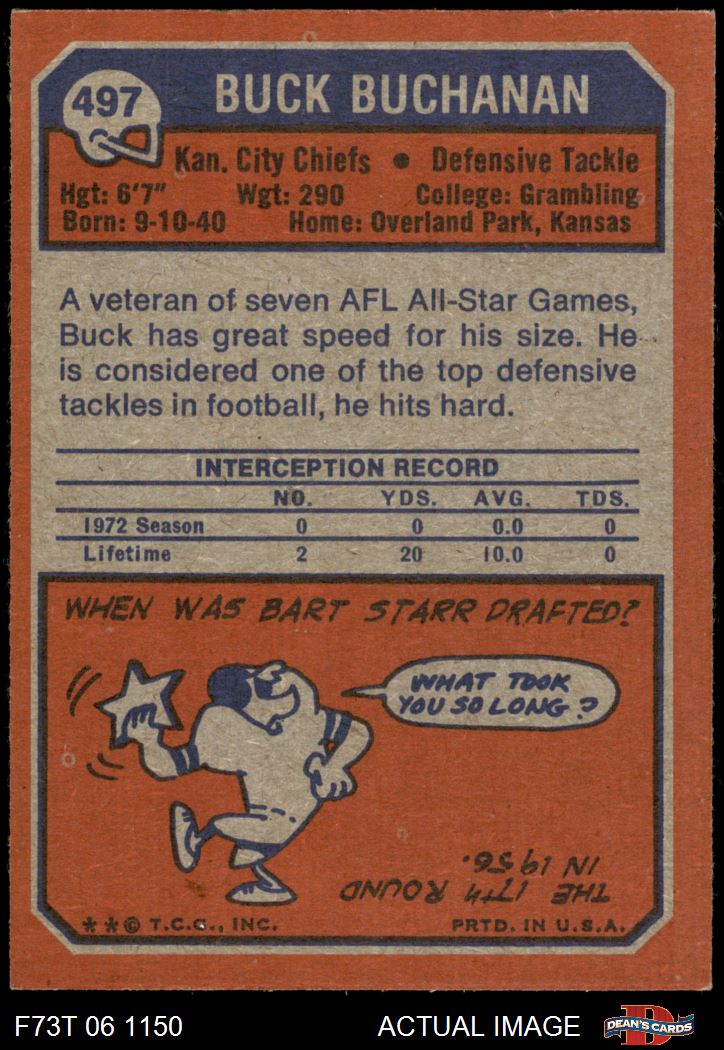 497
BUCK BUCHANAN
Kan. City Chiefs • Defensive Tackle
Hgt: 6'7" Wgt: 290 College: Grambling
Born: 9-10-40 Home: Overland Park, Kansas
A veteran of seven AFL All-Star Games,
Buck has great speed for his size. He
is considered one of the top defensive
tackles in football, he hits hard.
INTERCEPTION RECORD
NO. YDS. AVG. TDS.
1972 Season 0 0 0.0 0
Lifetime 2 20 10.0 0
WHEN WAS BART STARR DRAFTED?
WHAT TOOK
YOU SO LONG?
THE 17TH ROUND
IN 1956.
**© T.C.G., INC. PRTD. IN U.S.A.
F73T 06 1150 ACTUAL IMAGE
D
DEAN'S CARDS